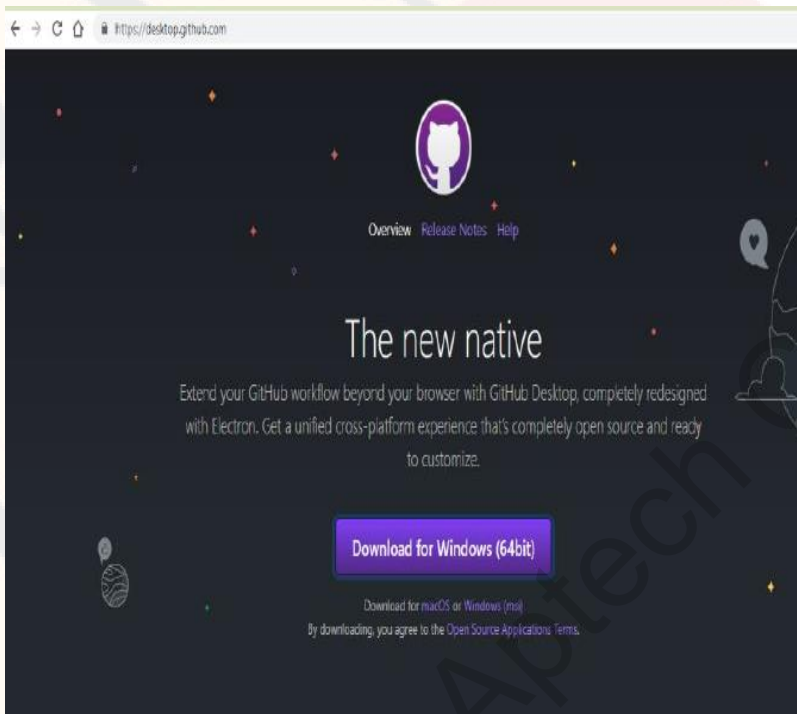 https://desktop.github.com
Overview Release Notes Help
The new native
Extend your GitHub workflow beyond your browser with GitHub Desktop, completely redesigned
with Electron. Get a unified cross-platform experience that's completely open source and ready
to customize.
Download for Windows (64bit)
Download for macOS or Windows (msi)
By downloading, you agree to the Open Source Applications Terms.
Aptech